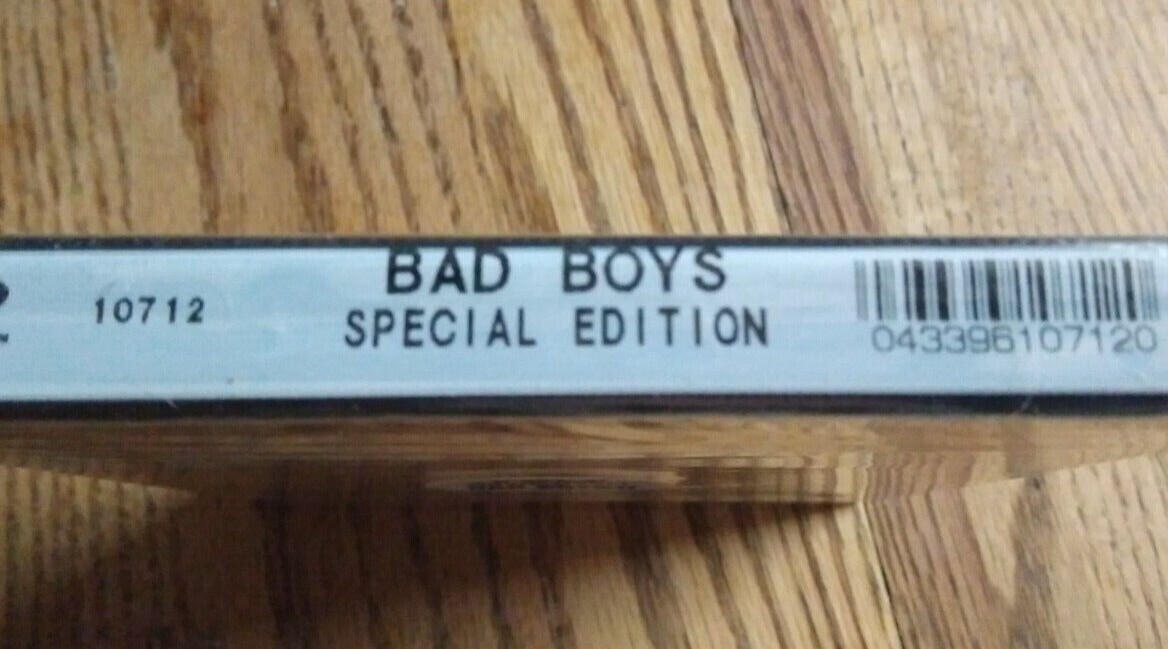 10712
BAD BOYS
SPECIAL EDITION
043396107120